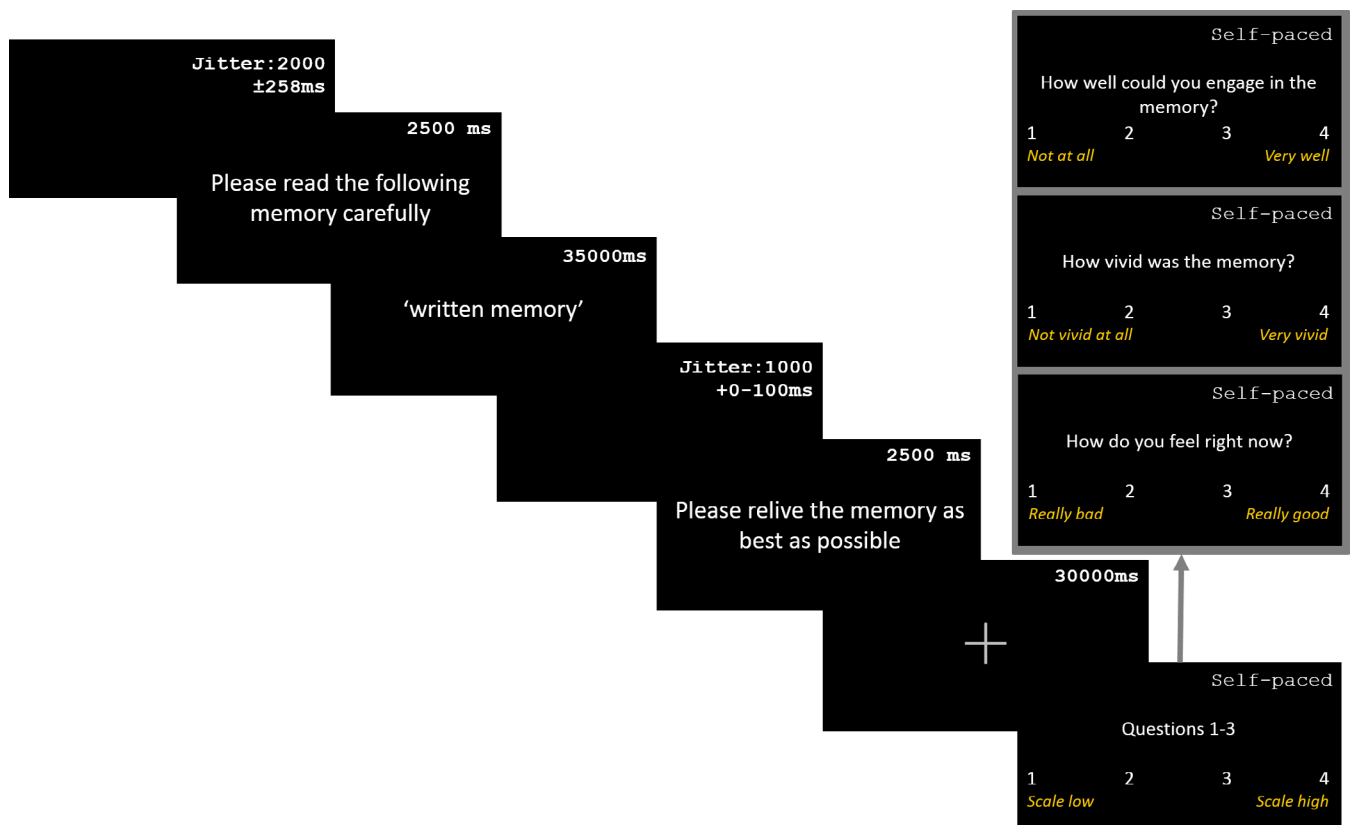 Jitter:2000
±258ms
2500 ms
Please read the following
memory carefully
35000ms
‘written memory’
Jitter:1000
+0-100ms
2500 ms
Please relive the memory as
best as possible
30000ms
Self-paced
Questions 1-3
1 2 3 4
Scale low Scale high
Self-paced
How well could you engage in the
memory?
1 2 3 4
Not at all Very well
Self-paced
How vivid was the memory?
1 2 3 4
Not vivid at all Very vivid
Self-paced
How do you feel right now?
1 2 3 4
Really bad Really good